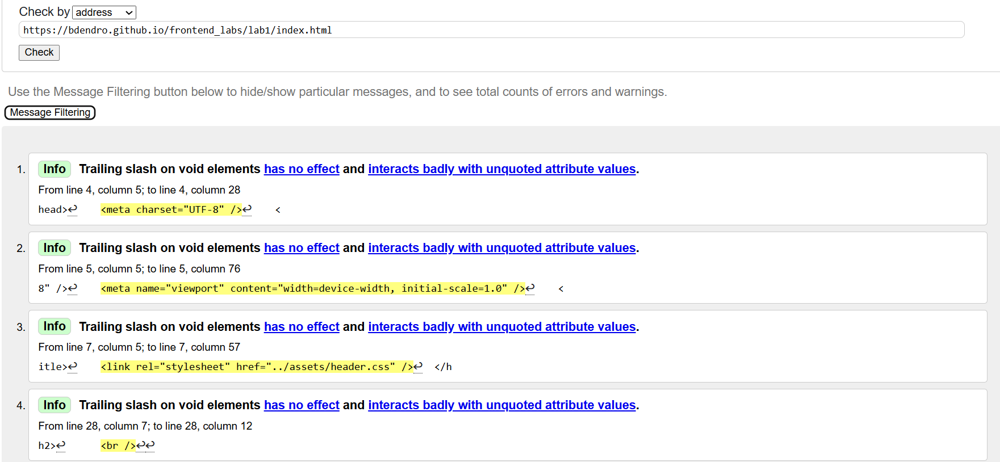 Check by address
https://bdendro.github.io/frontend_labs/lab1/index.html
Check
Use the Message Filtering button below to hide/show particular messages, and to see total counts of errors and warnings.
Message Filtering
1. Info Trailing slash on void elements has no effect and interacts badly with unquoted attribute values.
From line 4, column 5; to line 4, column 28
head>↩ <meta charset="UTF-8" />↩ <
2. Info Trailing slash on void elements has no effect and interacts badly with unquoted attribute values.
From line 5, column 5; to line 5, column 76
8" />↩ <meta name="viewport" content="width=device-width, initial-scale=1.0" />↩ <
3. Info Trailing slash on void elements has no effect and interacts badly with unquoted attribute values.
From line 7, column 5; to line 7, column 57
itle>↩ <link rel="stylesheet" href="../assets/header.css" />↩ </h
4. Info Trailing slash on void elements has no effect and interacts badly with unquoted attribute values.
From line 28, column 7; to line 28, column 12
h2>↩ <br />↩↩